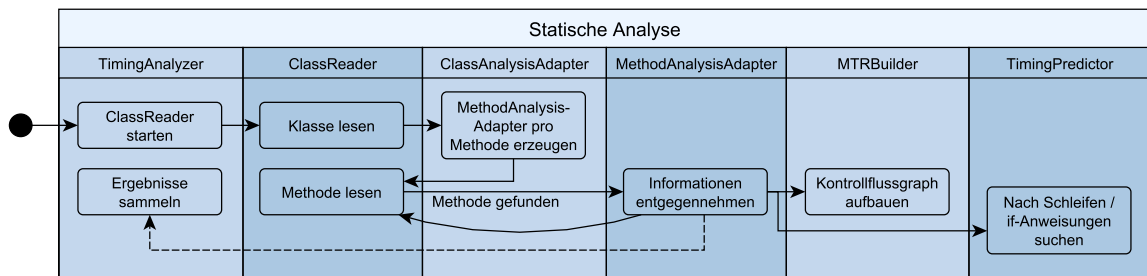 Statische Analyse
TimingAnalyzer
ClassReader
ClassAnalysisAdapter
MethodAnalysisAdapter
MTRBuilder
TimingPredictor
ClassReader
starten
Klasse lesen
MethodAnalysis-
Adapter pro
Methode erzeugen
Ergebnisse
sammeln
Methode lesen
Methode gefunden
Informationen
entgegennehmen
Kontrollflussgraph
aufbauen
Nach Schleifen /
if-Anweisungen
suchen